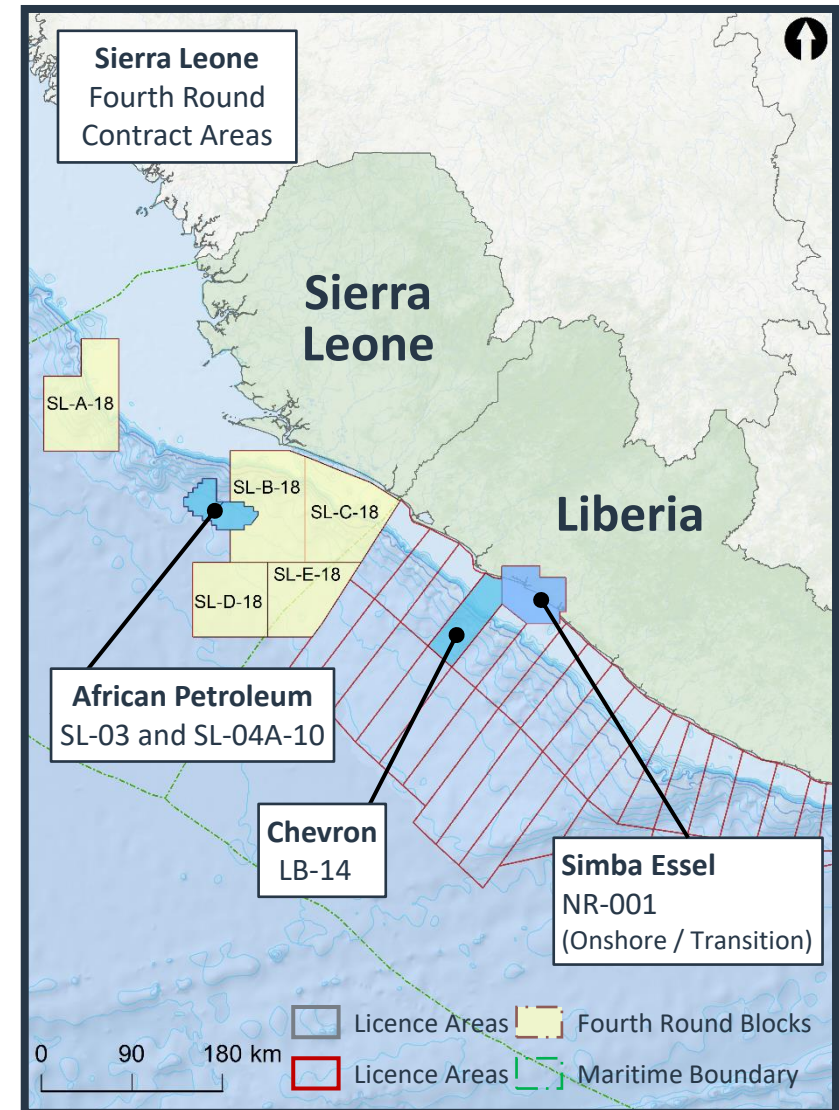 Sierra Leone
Fourth Round
Contract Areas
Sierra
Leone
SL-A-18
SL-B-18
SL-C-18
Liberia
SL-E-18
SL-D-18
African Petroleum
SL-03 and SL-04A-10
Chevron
LB-14
Simba Essel
NR-001
(Onshore / Transition)
Licence Areas
Fourth Round Blocks
0 90 180 km
Licence Areas
Maritime Boundary